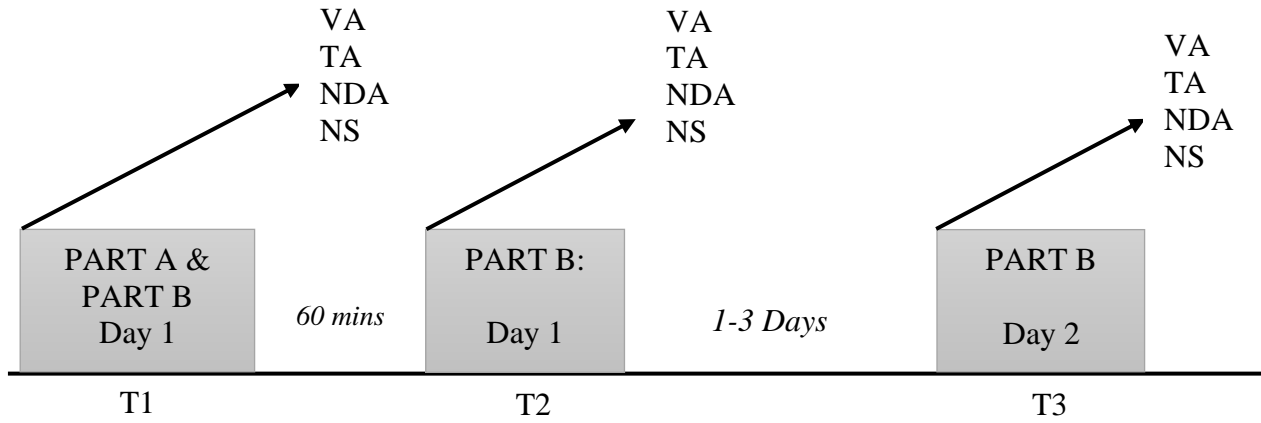 VA
TA
NDA
NS
VA
TA
NDA
NS
VA
TA
NDA
NS
PART A &
PART B
Day 1
60 mins
PART B:
Day 1
1-3 Days
PART B
Day 2
T1
T2
T3